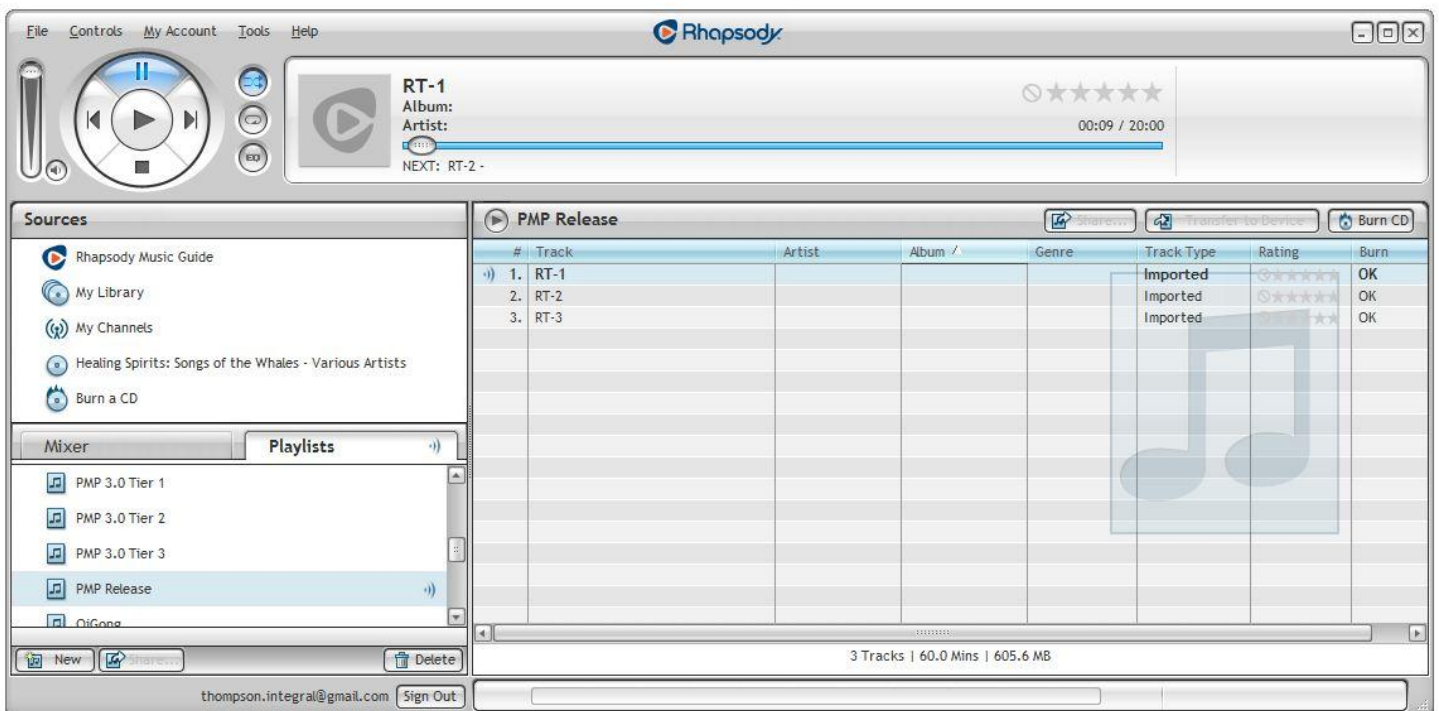 File Controls My Account Tools Help
Rhapsody
RT-1
Album:
Artist:
00:09 / 20:00
NEXT: RT-2 -
EQ
Sources
Rhapsody Music Guide
My Library
My Channels
Healing Spirits: Songs of the Whales - Various Artists
Burn a CD
Mixer Playlists
PMP 3.0 Tier 1
PMP 3.0 Tier 2
PMP 3.0 Tier 3
PMP Release
QiGong
New Share... Delete
thompson.integral@gmail.com Sign Out
PMP Release Share... Transfer to Device Burn CD
# Track Artist Album Genre Track Type Rating Burn
1. RT-1 Imported OK
2. RT-2 Imported OK
3. RT-3 Imported OK
3 Tracks | 60.0 Mins | 605.6 MB